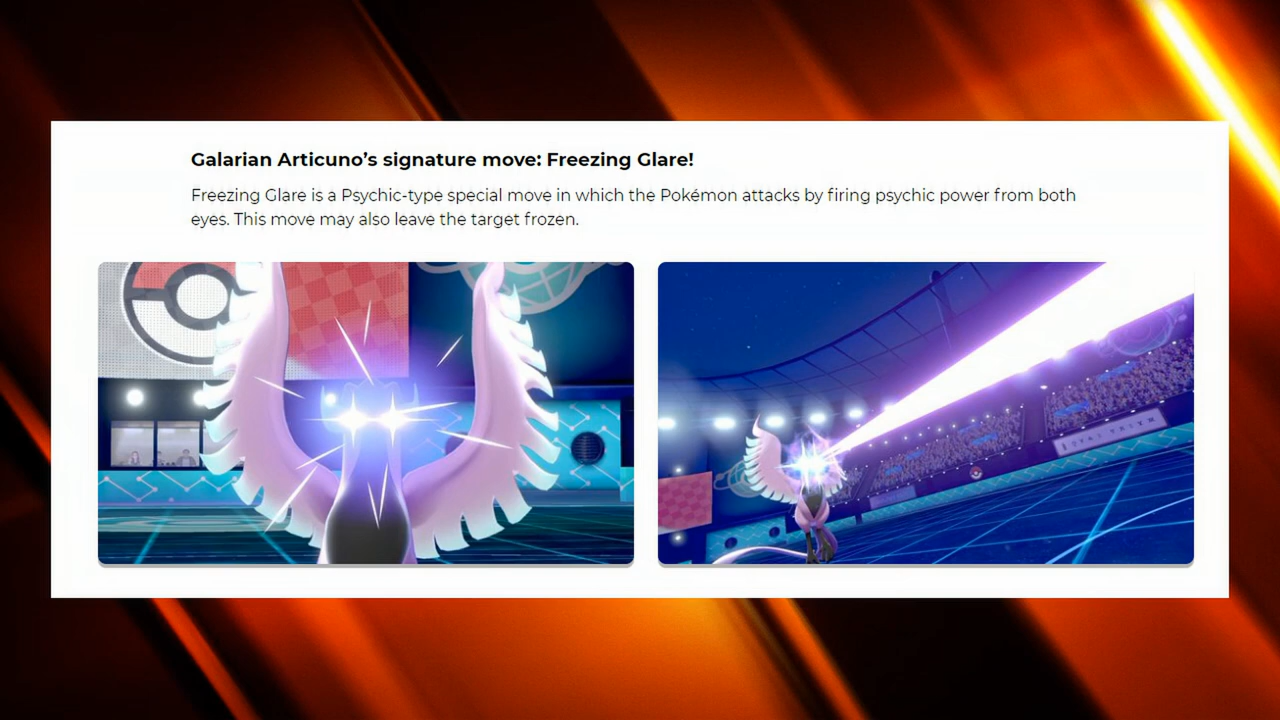 Galarian Articuno’s signature move: Freezing Glare!
Freezing Glare is a Psychic-type special move in which the Pokémon attacks by firing psychic power from both
eyes. This move may also leave the target frozen.